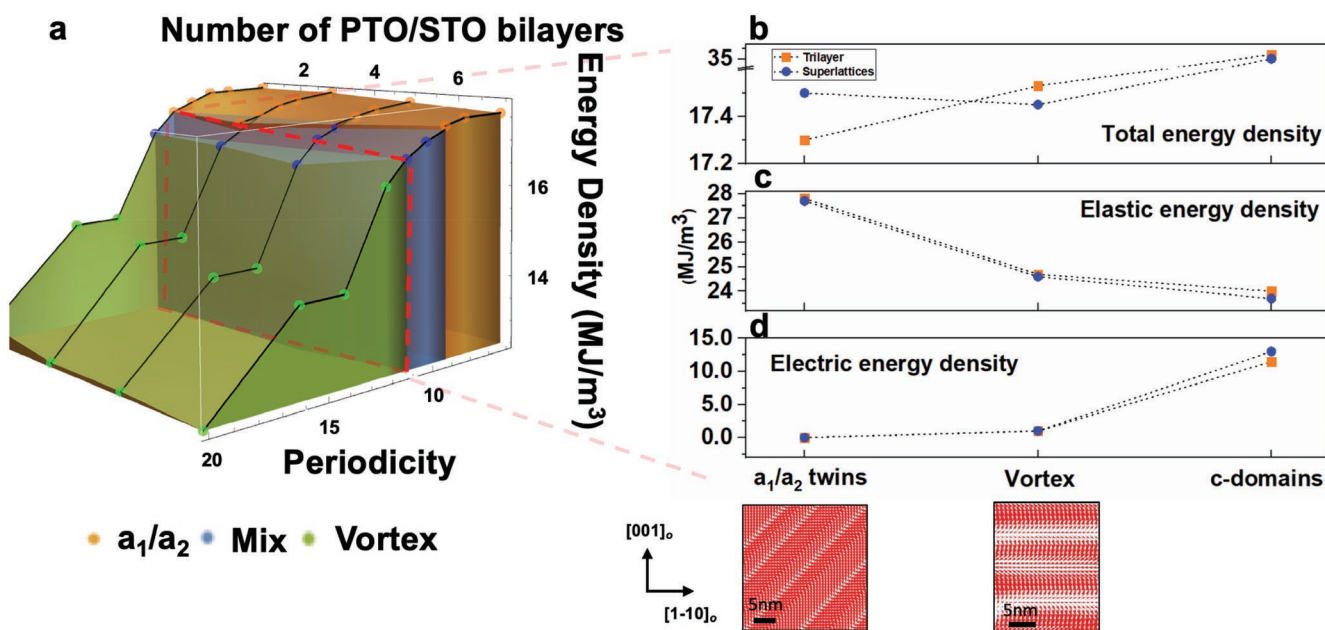 a
Number of PTO/STO bilayers
2
4
6
Energy Density (MJ/m³)
16
14
10
15
20
Periodicity
a₁/a₂
Mix
Vortex
b
Trilayer
Superlattices
35
17.4
17.2
Total energy density
c
28
27
26
25
24
(MJ/m³)
Elastic energy density
d
15.0
10.0
5.0
0.0
Electric energy density
a₁/a₂ twins
Vortex
c-domains
[001]ₒ
[1-10]ₒ
5nm
5nm